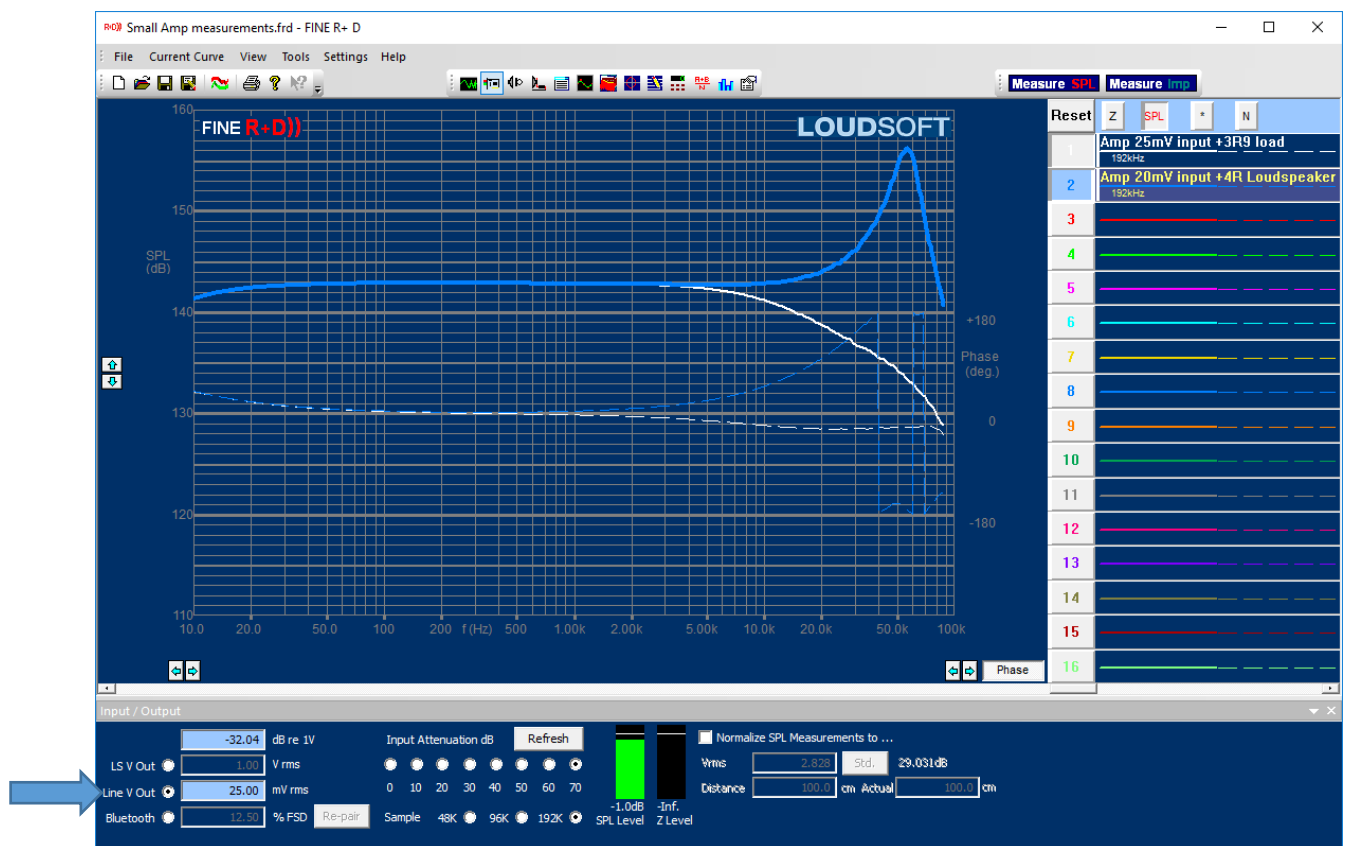 R+D)) Small Amp measurements.frd - FINE R+ D
File Current Curve View Tools Settings Help
R+B
N
Measure SPL Measure Imp
FINE R+D))
LOUDSOFT
160
150
SPL
(dB)
140
130
120
110
+180
Phase
(deg.)
0
-180
10.0 20.0 50.0 100 200 f (Hz) 500 1.00k 2.00k 5.00k 10.0k 20.0k 50.0k 100k
Phase
Reset Z SPL * N
1 Amp 25mV input +3R9 load
192kHz
2 Amp 20mV input +4R Loudspeaker
192kHz
3
4
5
6
7
8
9
10
11
12
13
14
15
16
Input / Output
-32.04 dB re 1V
LS V Out 1.00 V rms
Line V Out 25.00 mV rms
Bluetooth 12.50 % FSD Re-pair
Input Attenuation dB Refresh
0 10 20 30 40 50 60 70
Sample 48K 96K 192K
-1.0dB
SPL Level
-Inf.
Z Level
Normalize SPL Measurements to ...
Vrms 2.828 Std. 29.031dB
Distance 100.0 cm Actual 100.0 cm